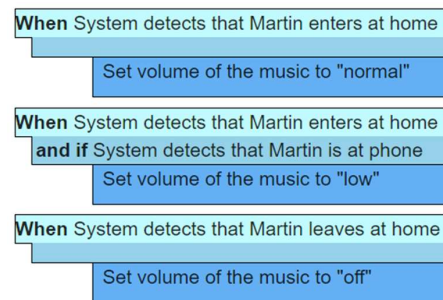 When System detects that Martin enters at home
Set volume of the music to "normal"
When System detects that Martin enters at home
and if System detects that Martin is at phone
Set volume of the music to "low"
When System detects that Martin leaves at home
Set volume of the music to "off"